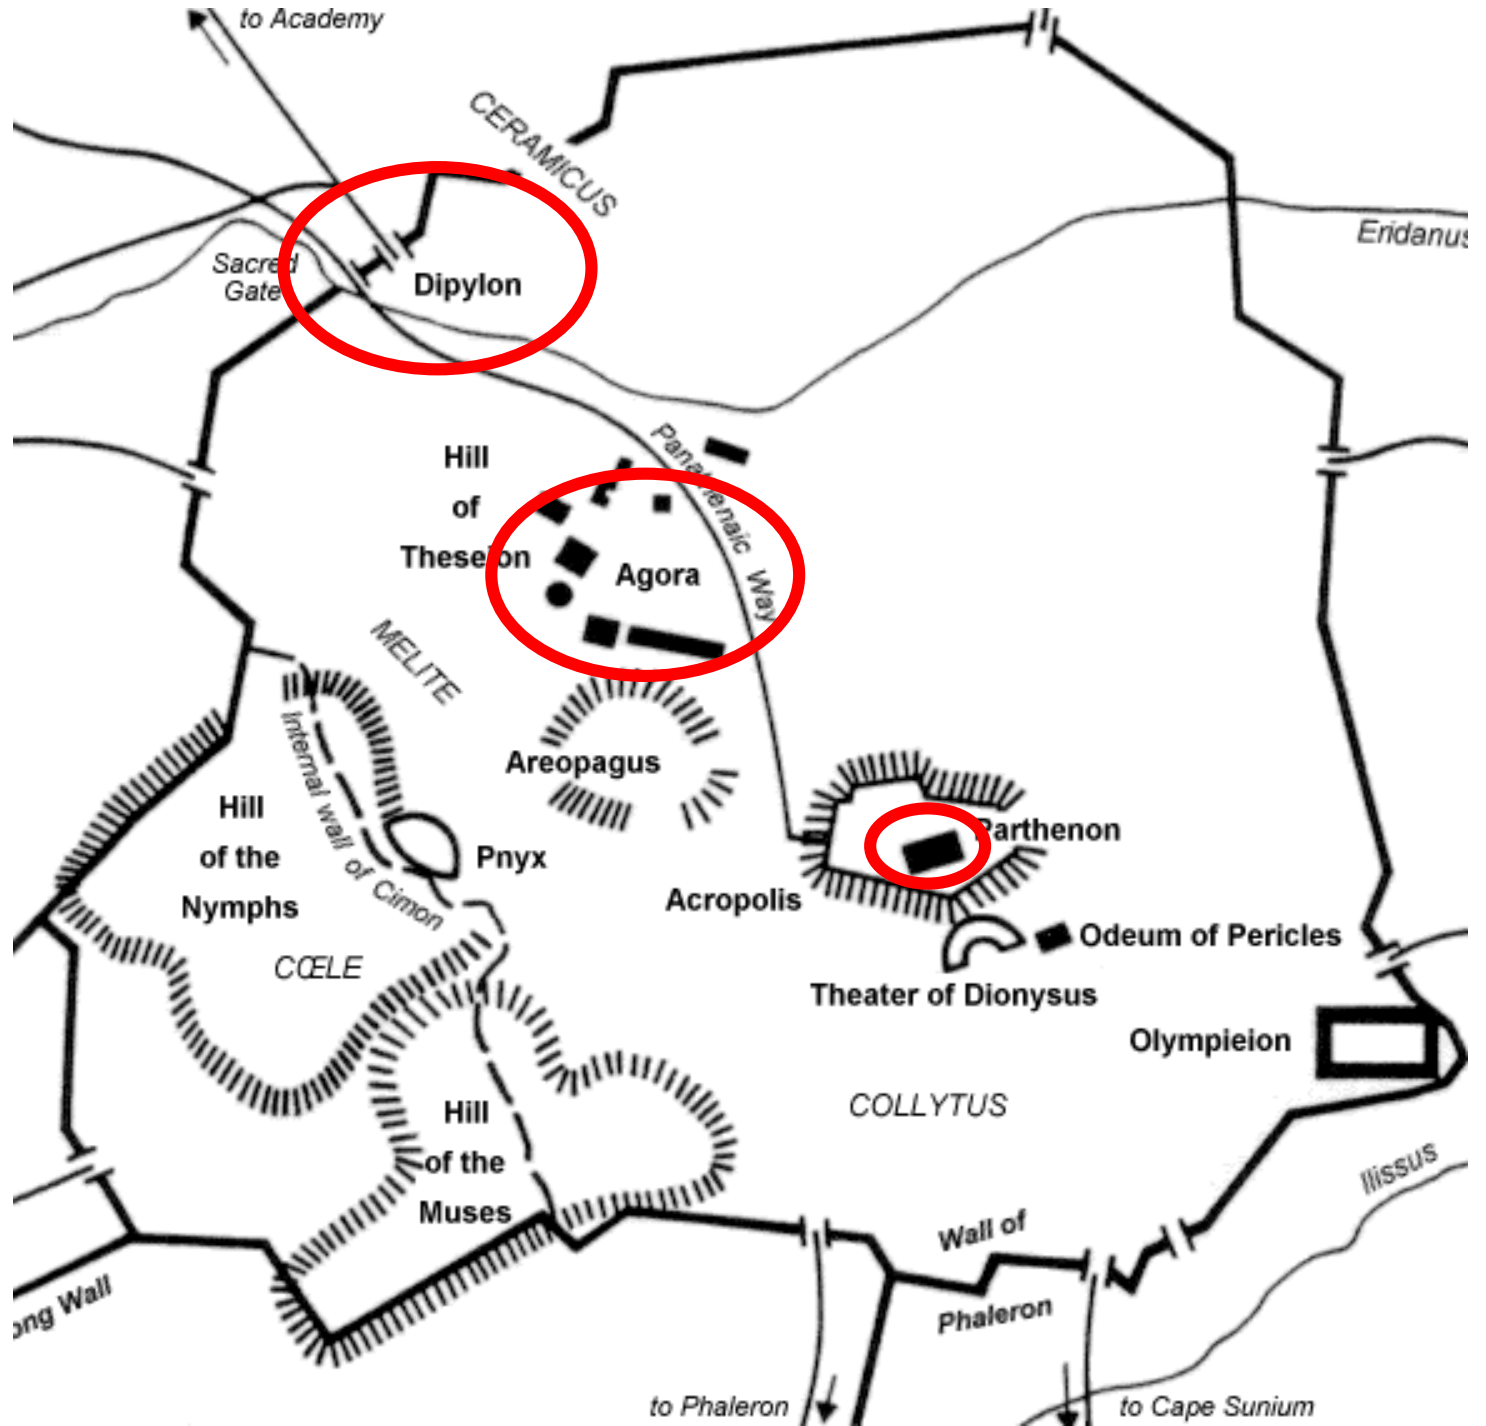 to Academy
CERAMICUS
Eridanus
Sacred
Gate
Dipylon
Panathenaic Way
Hill
of
Theseion
Agora
MELITE
Internal wall of Cimon
Areopagus
Hill
of the
Nymphs
Pnyx
Parthenon
Acropolis
Odeum of Pericles
CŒLE
Theater of Dionysus
Olympieion
COLLYTUS
Hill
of the
Muses
Ilissus
Wall of
Phaleron
ong Wall
to Phaleron
to Cape Sunium